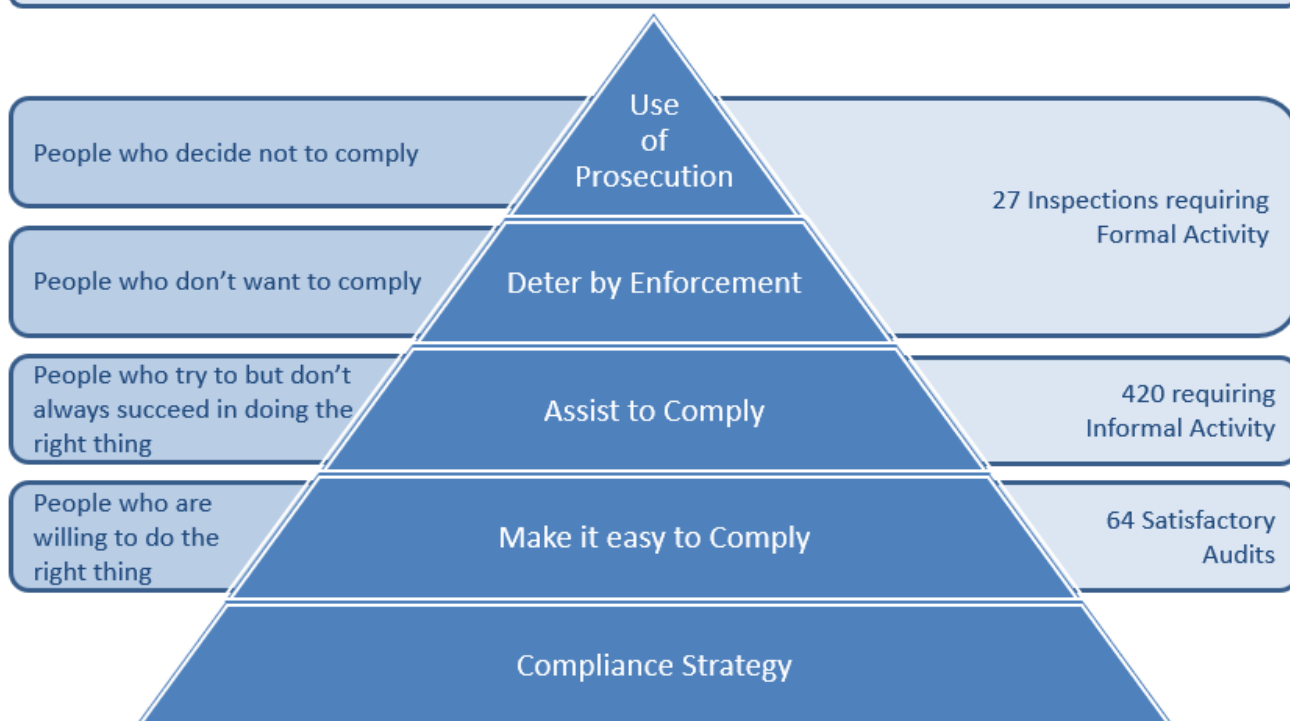 Use
of
Prosecution
People who decide not to comply
27 Inspections requiring
Formal Activity
People who don't want to comply
Deter by Enforcement
People who try to but don't
always succeed in doing the
right thing
Assist to Comply
420 requiring
Informal Activity
People who are
willing to do the
right thing
Make it easy to Comply
64 Satisfactory
Audits
Compliance Strategy